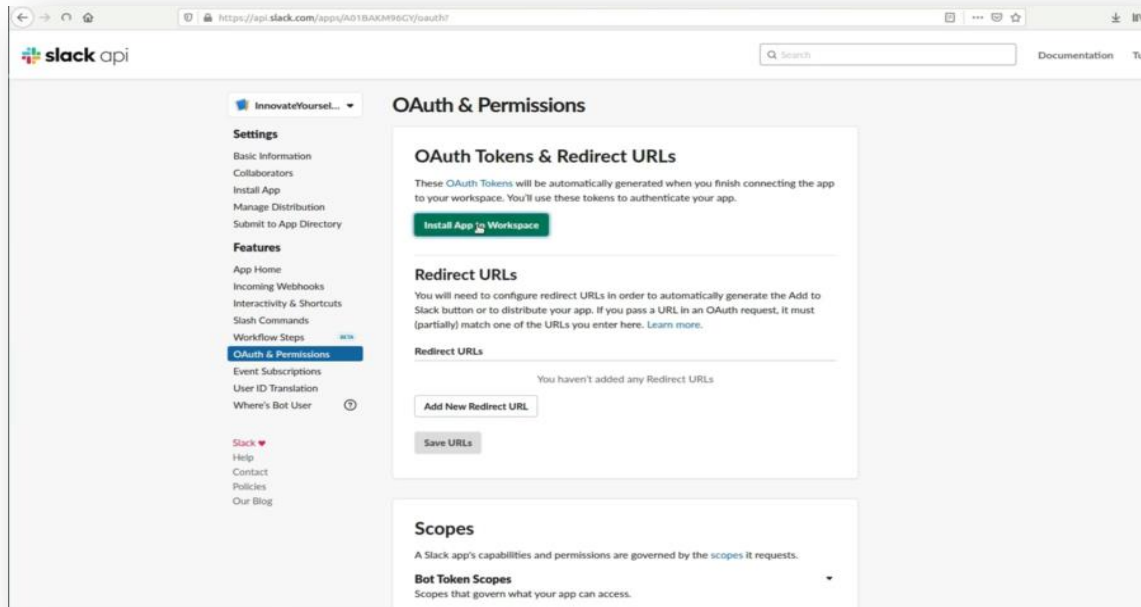 https://api.slack.com/apps/A01BAKM96GY/oauth?
slack api
Search
Documentation
InnovateYoursel...
Settings
Basic Information
Collaborators
Install App
Manage Distribution
Submit to App Directory
Features
App Home
Incoming Webhooks
Interactivity & Shortcuts
Slash Commands
Workflow Steps BETA
OAuth & Permissions
Event Subscriptions
User ID Translation
Where's Bot User
Slack
Help
Contact
Policies
Our Blog
OAuth & Permissions
OAuth Tokens & Redirect URLs
These OAuth Tokens will be automatically generated when you finish connecting the app
to your workspace. You'll use these tokens to authenticate your app.
Install App to Workspace
Redirect URLs
You will need to configure redirect URLs in order to automatically generate the Add to
Slack button or to distribute your app. If you pass a URL in an OAuth request, it must
(partially) match one of the URLs you enter here. Learn more.
Redirect URLs
You haven't added any Redirect URLs
Add New Redirect URL
Save URLs
Scopes
A Slack app's capabilities and permissions are governed by the scopes it requests.
Bot Token Scopes
Scopes that govern what your app can access.